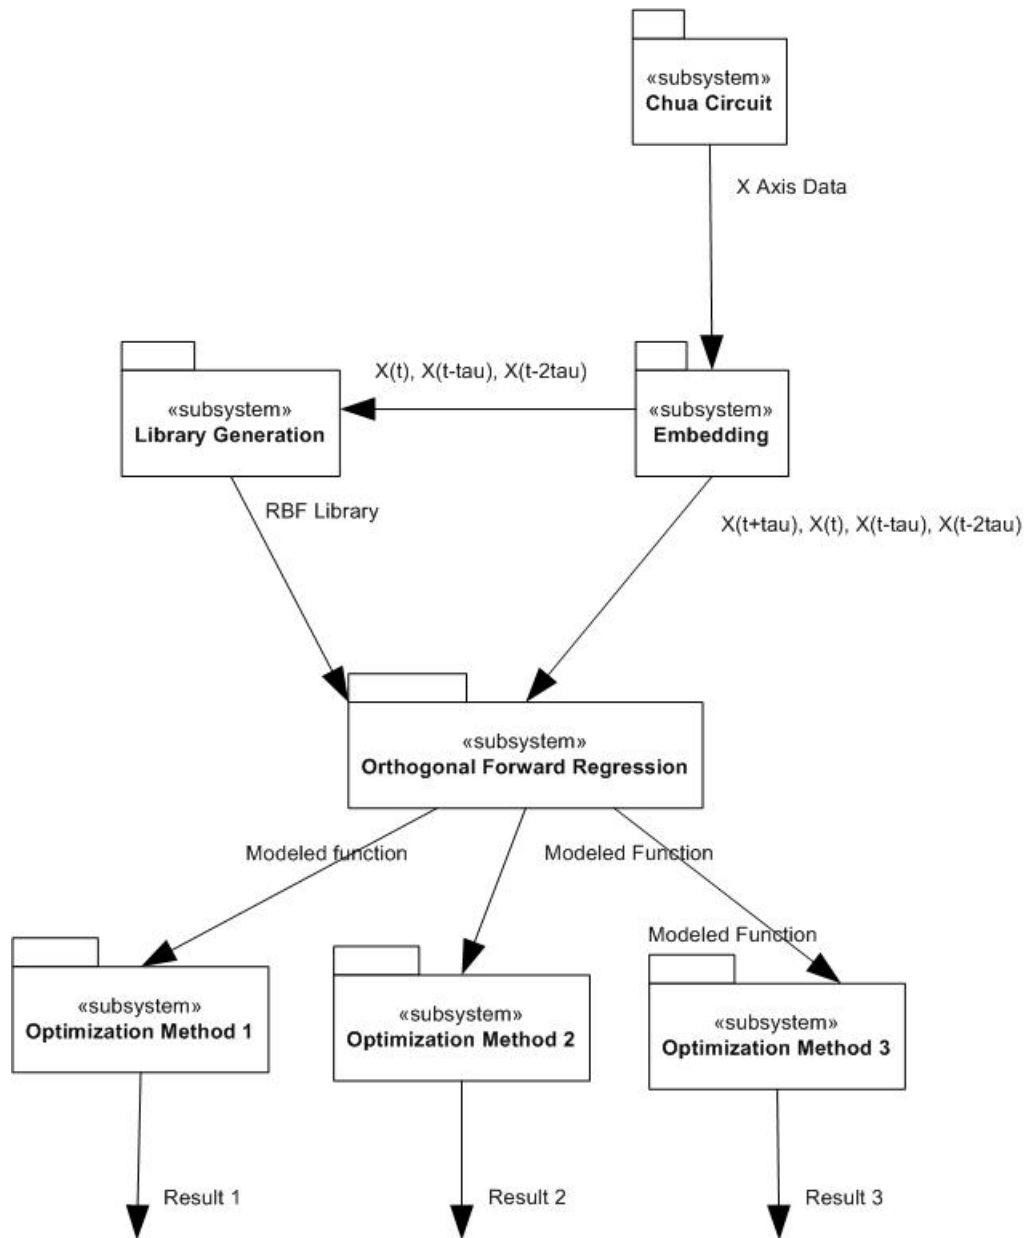 «subsystem»
Chua Circuit
X Axis Data
X(t), X(t-tau), X(t-2tau)
«subsystem»
Library Generation
«subsystem»
Embedding
RBF Library
X(t+tau), X(t), X(t-tau), X(t-2tau)
«subsystem»
Orthogonal Forward Regression
Modeled function
Modeled Function
Modeled Function
«subsystem»
Optimization Method 1
«subsystem»
Optimization Method 2
«subsystem»
Optimization Method 3
Result 1
Result 2
Result 3